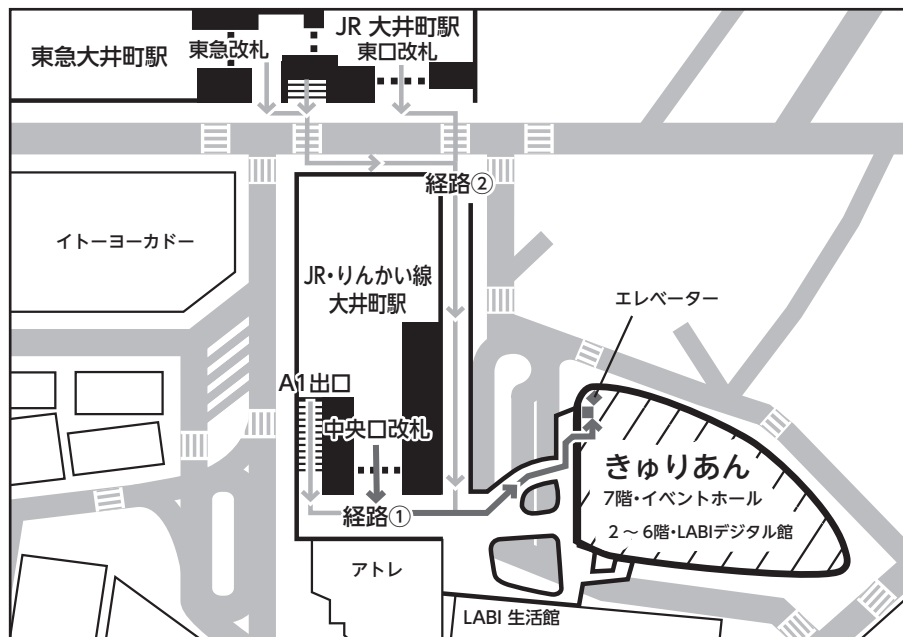 東急大井町駅
東急改札
JR 大井町駅
東口改札
経路②
イトーヨーカドー
JR・りんかい線
大井町駅
エレベーター
A1出口
中央口改札
きゅりあん
7階・イベントホール
2～6階・LABIデジタル館
経路①
アトレ
LABI 生活館